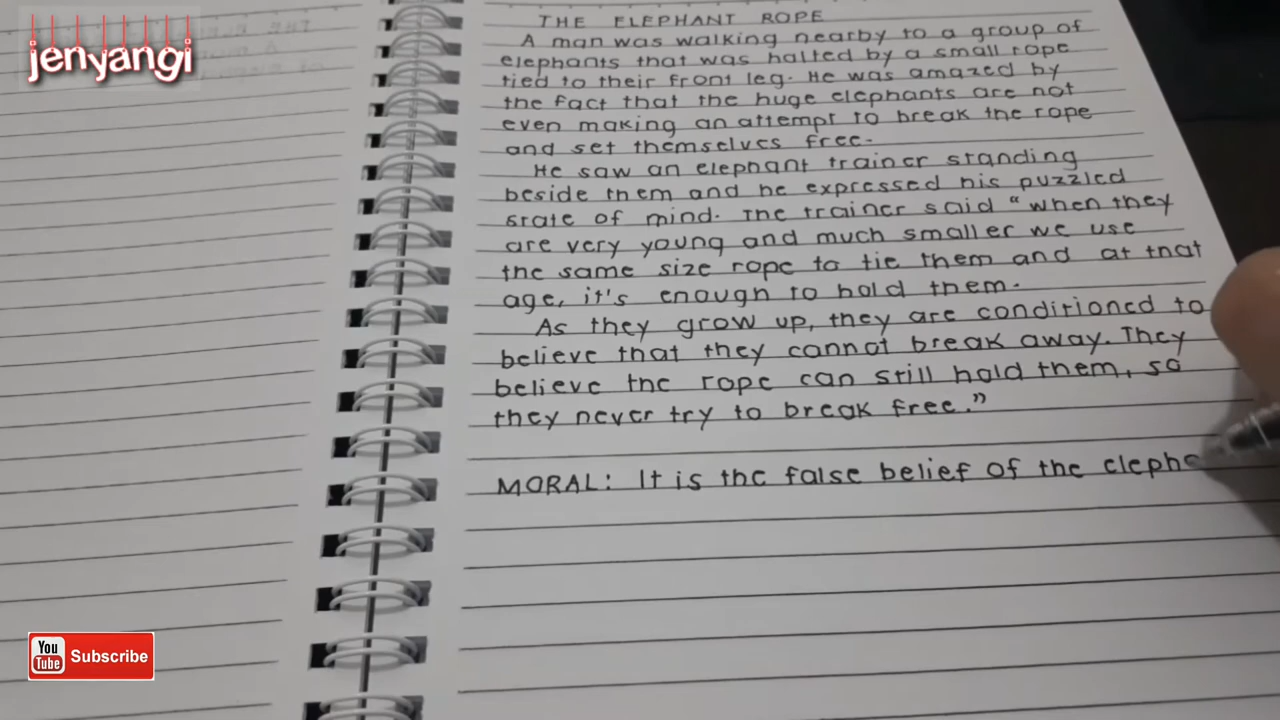 jenyangi
THE ELEPHANT ROPE
A man was walking nearby to a group of
elephants that was halted by a small rope
tied to their front leg. He was amazed by
the fact that the huge elephants are not
even making an attempt to break the rope
and set themselves free.
He saw an elephant trainer standing
beside them and he expressed his puzzled
state of mind. The trainer said "when they
are very young and much smaller we use
the same size rope to tie them and at that
age, it's enough to hold them.
As they grow up, they are conditioned to
believe that they cannot break away. They
believe the rope can still hold them, so
they never try to break free."
MORAL: It is the false belief of the elepha
You
Tube
Subscribe